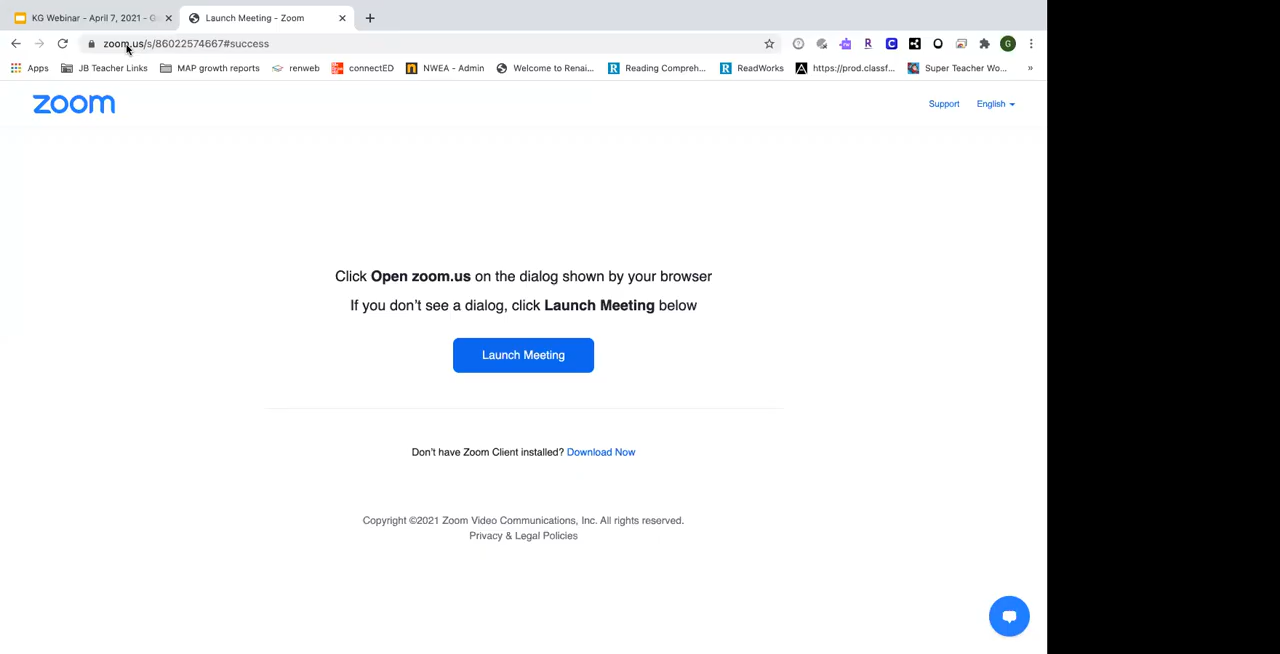 KG Webinar - April 7, 2021 - G
Launch Meeting - Zoom
zoom.us/s/86022574667#success
G
Apps
JB Teacher Links
MAP growth reports
renweb
connectED
NWEA - Admin
Welcome to Renai...
Reading Compreh...
ReadWorks
https://prod.classf...
Super Teacher Wo...
»
zoom
Support
English
Click Open zoom.us on the dialog shown by your browser
If you don't see a dialog, click Launch Meeting below
Launch Meeting
Don't have Zoom Client installed? Download Now
Copyright ©2021 Zoom Video Communications, Inc. All rights reserved.
Privacy & Legal Policies